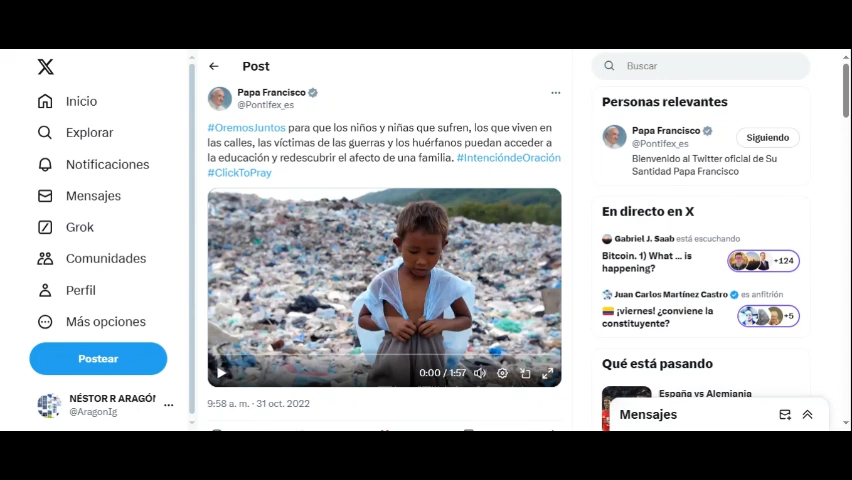 Inicio
Explorar
Notificaciones
Mensajes
Grok
Comunidades
Perfil
Más opciones
Postear
NÉSTOR R ARAGÓN
@AragonIg
Post
Papa Francisco
@Pontifex_es
#OremosJuntos para que los niños y niñas que sufren, los que viven en
las calles, las víctimas de las guerras y los huérfanos puedan acceder a
la educación y redescubrir el afecto de una familia. #IntencióndeOración
#ClickToPray
0:00 / 1:57
9:58 a. m. · 31 oct. 2022
Buscar
Personas relevantes
Papa Francisco
@Pontifex_es
Siguiendo
Bienvenido al Twitter oficial de Su
Santidad Papa Francisco
En directo en X
Gabriel J. Saab está escuchando
Bitcoin. 1) What ... is
happening?
+124
Juan Carlos Martínez Castro es anfitrión
¡viernes! ¿conviene la
constituyente?
+5
Qué está pasando
España vs Alemania
Mensajes